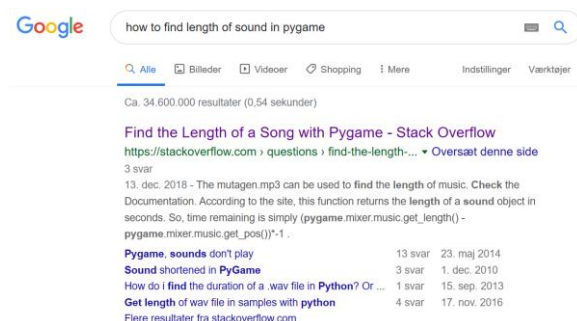 Google
how to find length of sound in pygame
Alle Billeder Videoer Shopping Mere Indstillinger Værktøjer
Ca. 34.600.000 resultater (0,54 sekunder)
Find the Length of a Song with Pygame - Stack Overflow
https://stackoverflow.com › questions › find-the-length-... ▾ Oversæt denne side
3 svar
13. dec. 2018 - The mutagen.mp3 can be used to find the length of music. Check the
Documentation. According to the site, this function returns the length of a sound object in
seconds. So, time remaining is simply (pygame.mixer.music.get_length() -
pygame.mixer.music.get_pos())*-1 .
Pygame, sounds don't play 13 svar 23. maj 2014
Sound shortened in PyGame 3 svar 1. dec. 2010
How do i find the duration of a .wav file in Python? Or ... 1 svar 15. sep. 2013
Get length of wav file in samples with python 4 svar 17. nov. 2016
Flere resultater fra stackoverflow.com